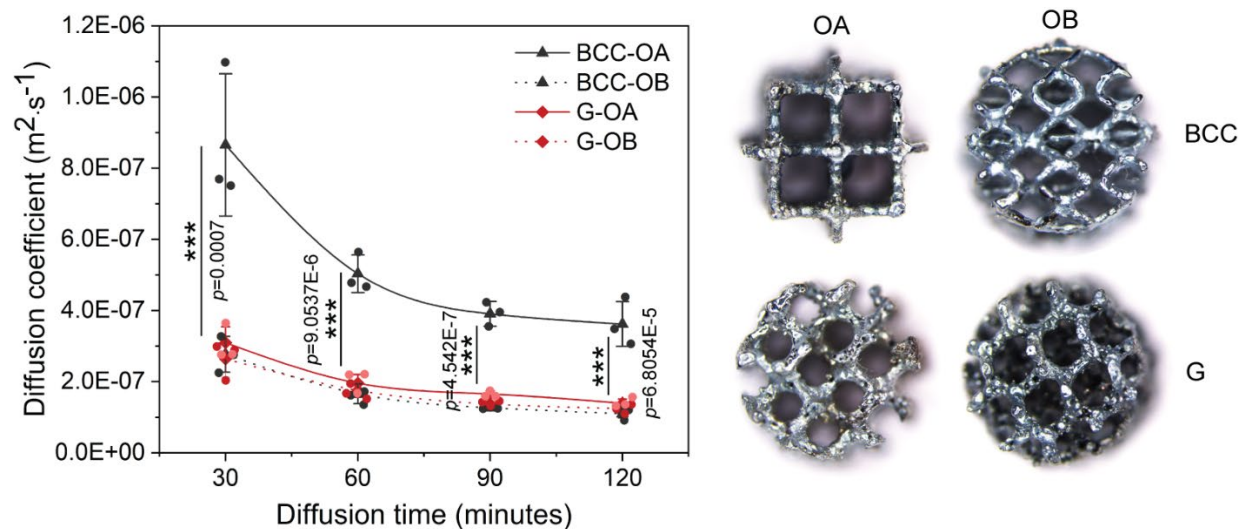 Diffusion coefficient (m²·s⁻¹)
1.2E-06
1.0E-06
8.0E-07
6.0E-07
4.0E-07
2.0E-07
0.0E+00
BCC-OA
BCC-OB
G-OA
G-OB
***
p=0.0007
p=9.0537E-6
***
p=4.542E-7
***
***
p=6.8054E-5
30
60
90
120
Diffusion time (minutes)
OA
OB
BCC
G